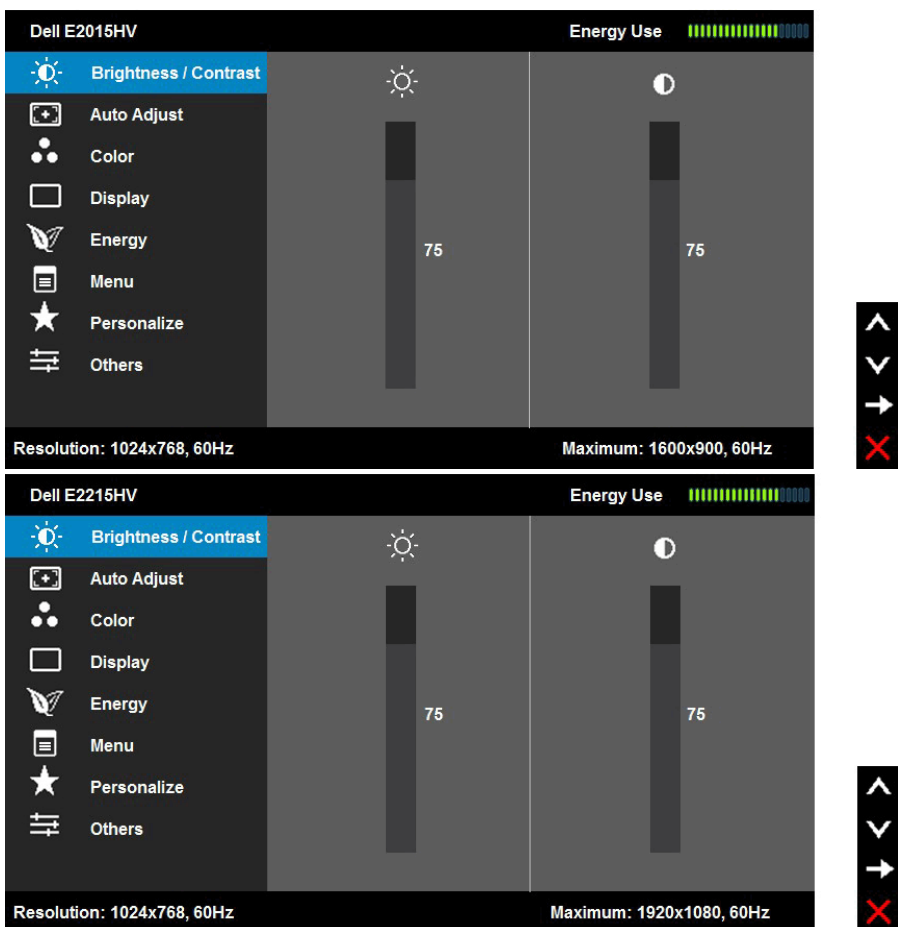 Dell E2015HV Energy Use
Brightness / Contrast
Auto Adjust
Color
Display
Energy
Menu
Personalize
Others
75 75
Resolution: 1024x768, 60Hz Maximum: 1600x900, 60Hz
Dell E2215HV Energy Use
Brightness / Contrast
Auto Adjust
Color
Display
Energy
Menu
Personalize
Others
75 75
Resolution: 1024x768, 60Hz Maximum: 1920x1080, 60Hz